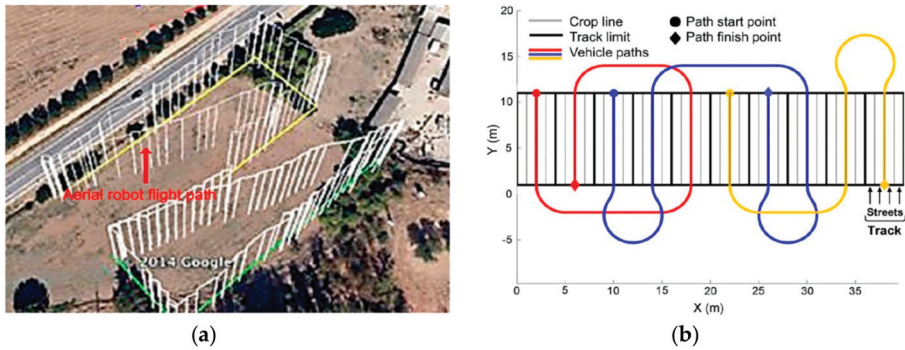 Aerial robot flight path
© 2014 Google
(a)
Crop line
Track limit
Vehicle paths
Path start point
Path finish point
20
15
10
5
0
-5
Y (m)
0 5 10 15 20 25 30 35
X (m)
Streets
Track
(b)